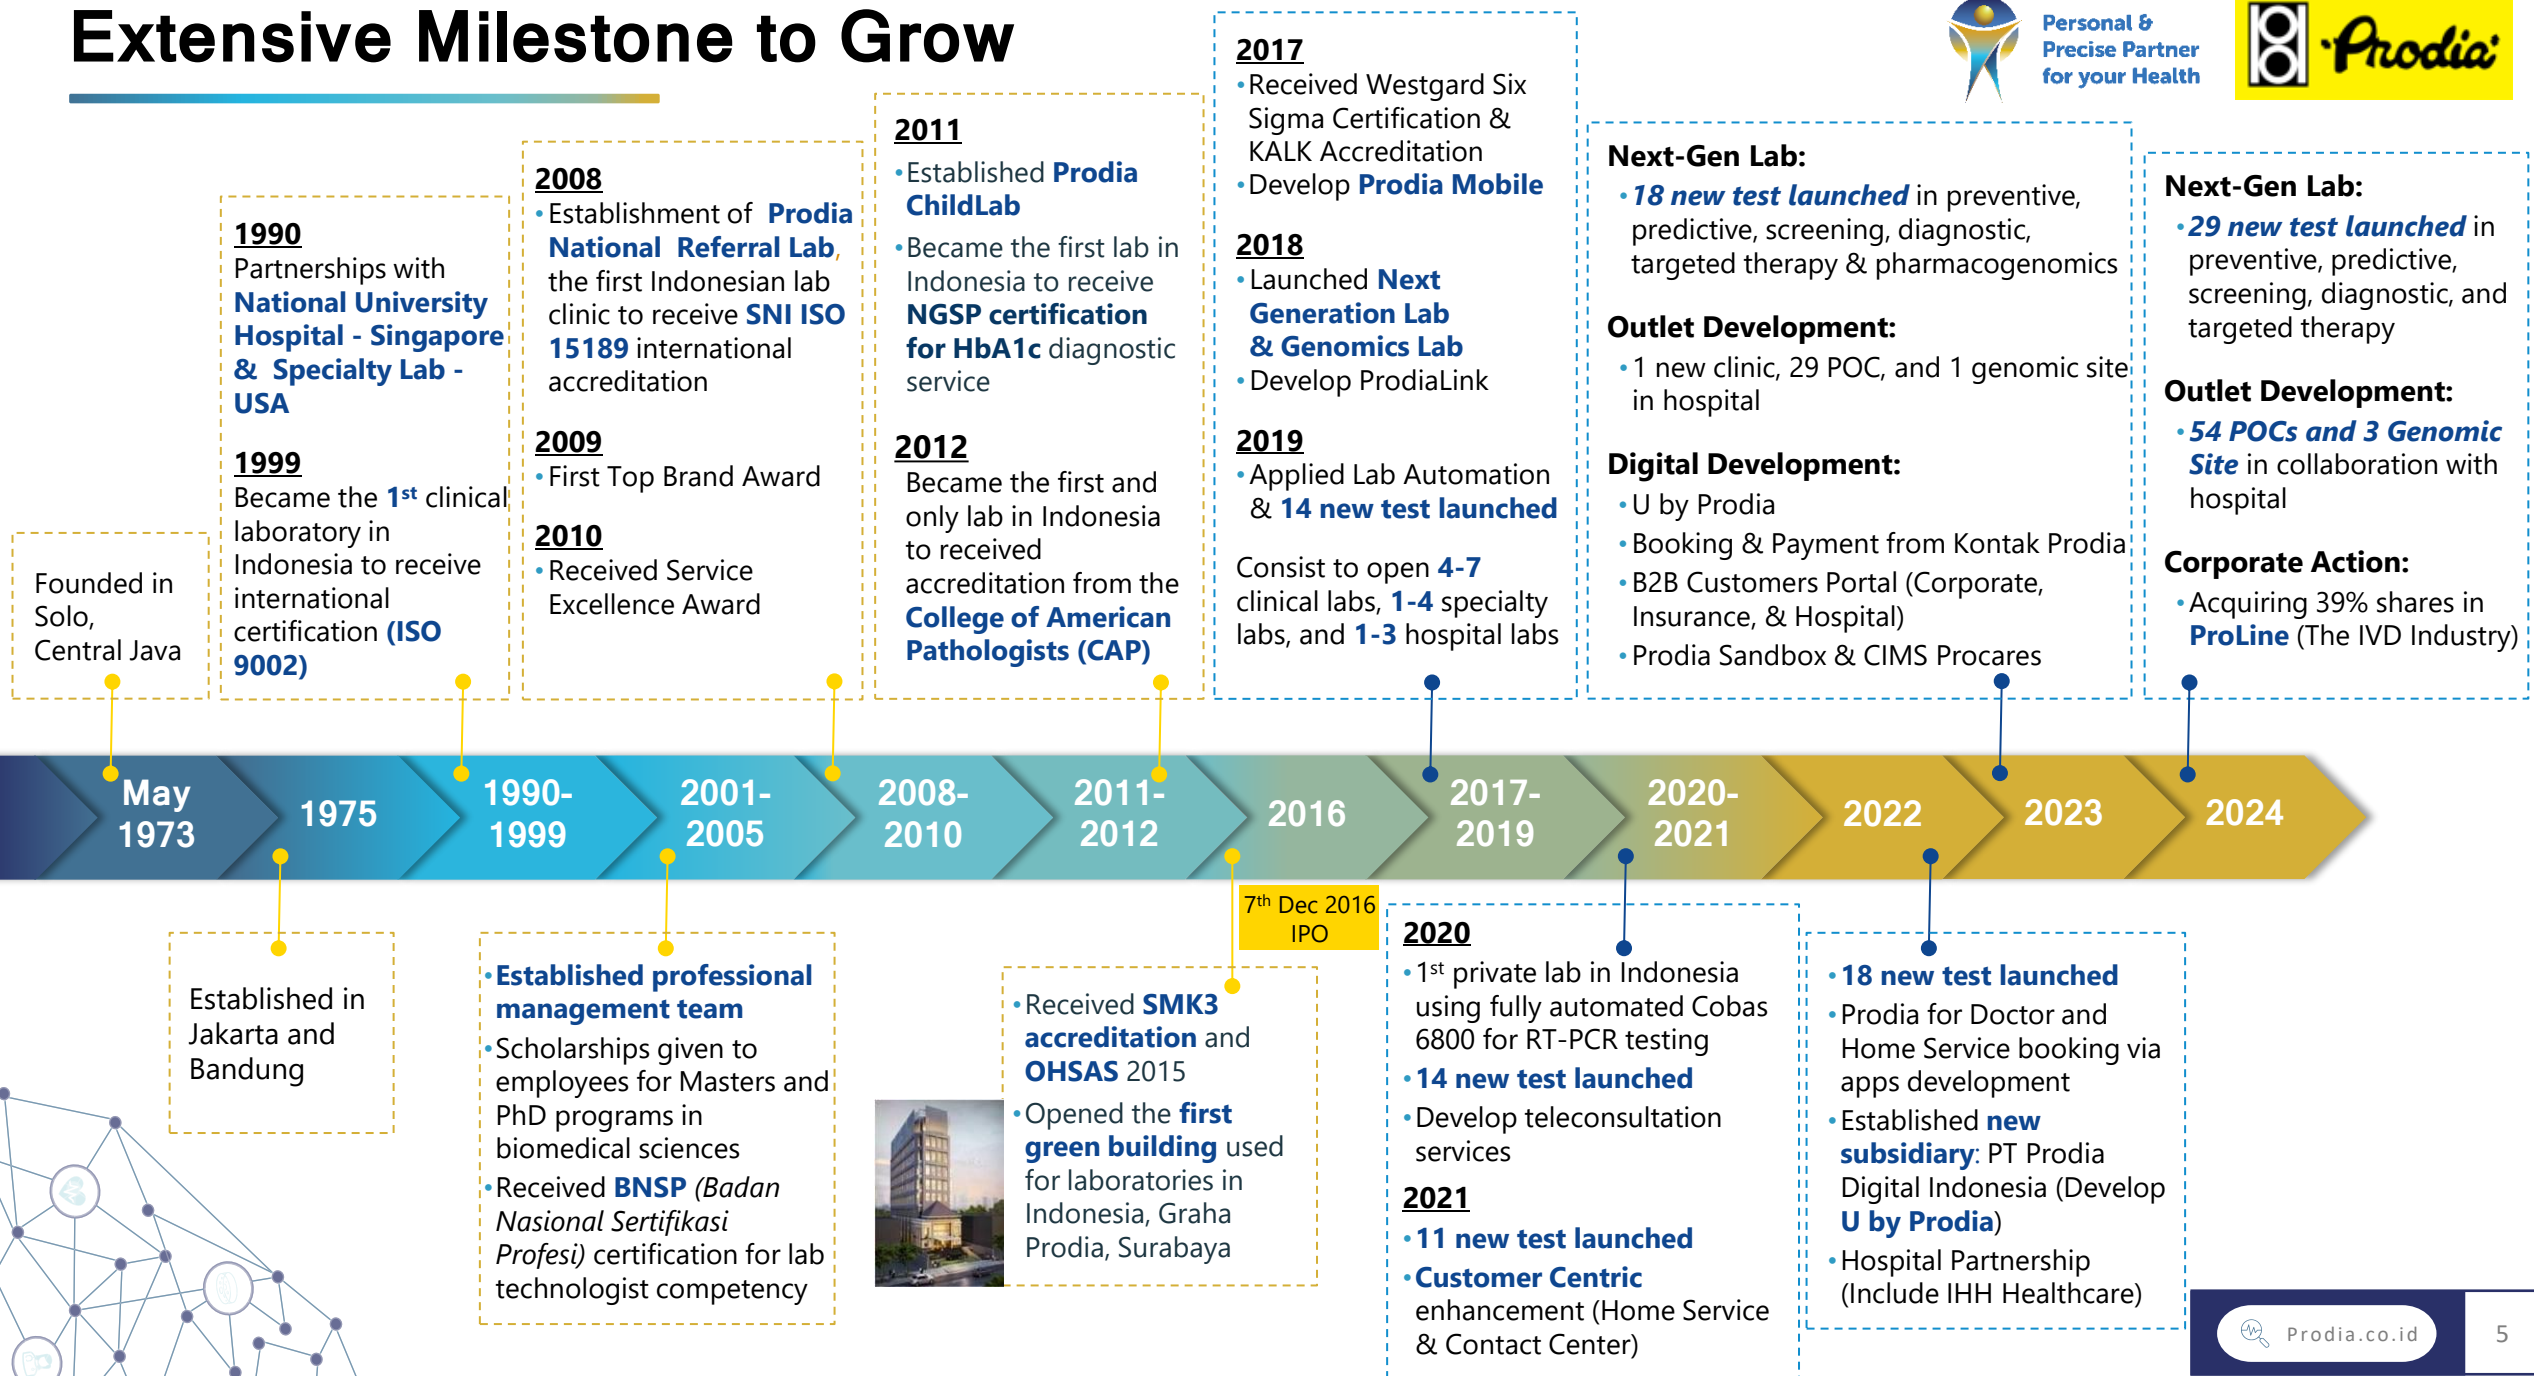 Extensive Milestone to Grow
Personal &
Precise Partner
for your Health
Prodia
Founded in
Solo,
Central Java
1990
Partnerships with
National University
Hospital - Singapore
& Specialty Lab -
USA
1999
Became the 1st clinical
laboratory in
Indonesia to receive
international
certification (ISO
9002)
2008
•Establishment of Prodia
National Referral Lab,
the first Indonesian lab
clinic to receive SNI ISO
15189 international
accreditation
2009
•First Top Brand Award
2010
•Received Service
Excellence Award
2011
•Established Prodia
ChildLab
•Became the first lab in
Indonesia to receive
NGSP certification
for HbA1c diagnostic
service
2012
Became the first and
only lab in Indonesia
to received
accreditation from the
College of American
Pathologists (CAP)
2017
•Received Westgard Six
Sigma Certification &
KALK Accreditation
•Develop Prodia Mobile
2018
•Launched Next
Generation Lab
& Genomics Lab
•Develop ProdiaLink
2019
•Applied Lab Automation
& 14 new test launched
Consist to open 4-7
clinical labs, 1-4 specialty
labs, and 1-3 hospital labs
Next-Gen Lab:
•18 new test launched in preventive,
predictive, screening, diagnostic,
targeted therapy & pharmacogenomics
Outlet Development:
•1 new clinic, 29 POC, and 1 genomic site
in hospital
Digital Development:
•U by Prodia
•Booking & Payment from Kontak Prodia
•B2B Customers Portal (Corporate,
Insurance, & Hospital)
•Prodia Sandbox & CIMS Procares
Next-Gen Lab:
•29 new test launched in
preventive, predictive,
screening, diagnostic, and
targeted therapy
Outlet Development:
•54 POCs and 3 Genomic
Site in collaboration with
hospital
Corporate Action:
•Acquiring 39% shares in
ProLine (The IVD Industry)
May
1973
1975
1990-
1999
2001-
2005
2008-
2010
2011-
2012
2016
2017-
2019
2020-
2021
2022
2023
2024
Established in
Jakarta and
Bandung
•Established professional
management team
•Scholarships given to
employees for Masters and
PhD programs in
biomedical sciences
•Received BNSP (Badan
Nasional Sertifikasi
Profesi) certification for lab
technologist competency
7th Dec 2016
IPO
•Received SMK3
accreditation and
OHSAS 2015
•Opened the first
green building used
for laboratories in
Indonesia, Graha
Prodia, Surabaya
2020
•1st private lab in Indonesia
using fully automated Cobas
6800 for RT-PCR testing
•14 new test launched
•Develop teleconsultation
services
2021
•11 new test launched
•Customer Centric
enhancement (Home Service
& Contact Center)
•18 new test launched
•Prodia for Doctor and
Home Service booking via
apps development
•Established new
subsidiary: PT Prodia
Digital Indonesia (Develop
U by Prodia)
•Hospital Partnership
(Include IHH Healthcare)
Prodia.co.id
5